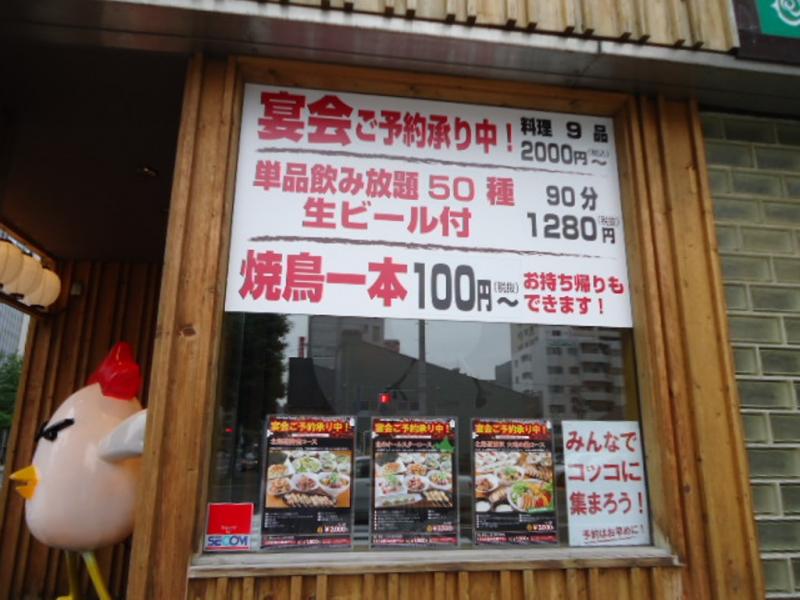 宴会ご予約承り中！
料理 9 品
2000円～(税込)
単品飲み放題 50 種
生ビール付
90分
1280円(税抜)
焼鳥一本100円～(税抜)
お持ち帰りも
できます！
宴会ご予約承り中！
宴会ご予約承り中！
宴会ご予約承り中！
みんなで
コッコに
集まろう！
予約はお早めに！
SECOM